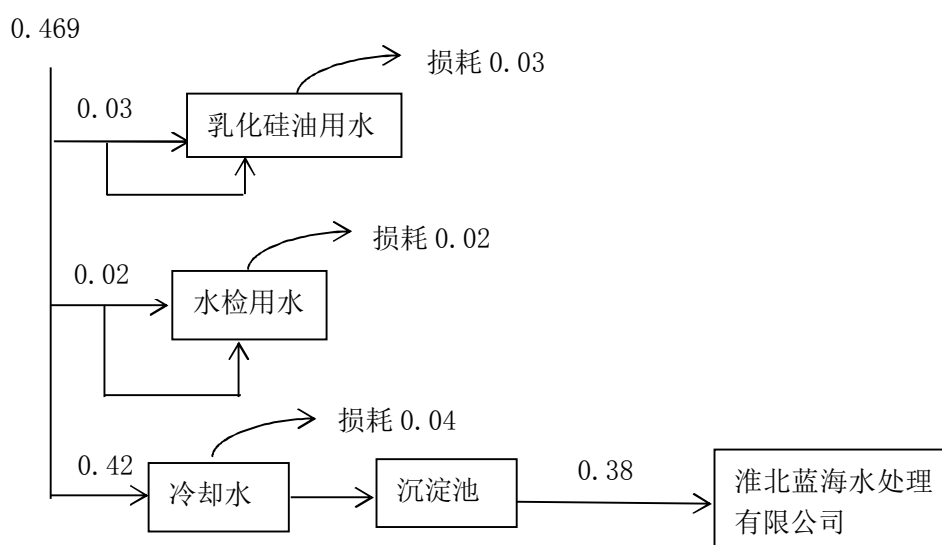 0.469
损耗 0.03
0.03
乳化硅油用水
损耗 0.02
0.02
水检用水
损耗 0.04
0.42
冷却水
沉淀池
0.38
淮北蓝海水处理
有限公司